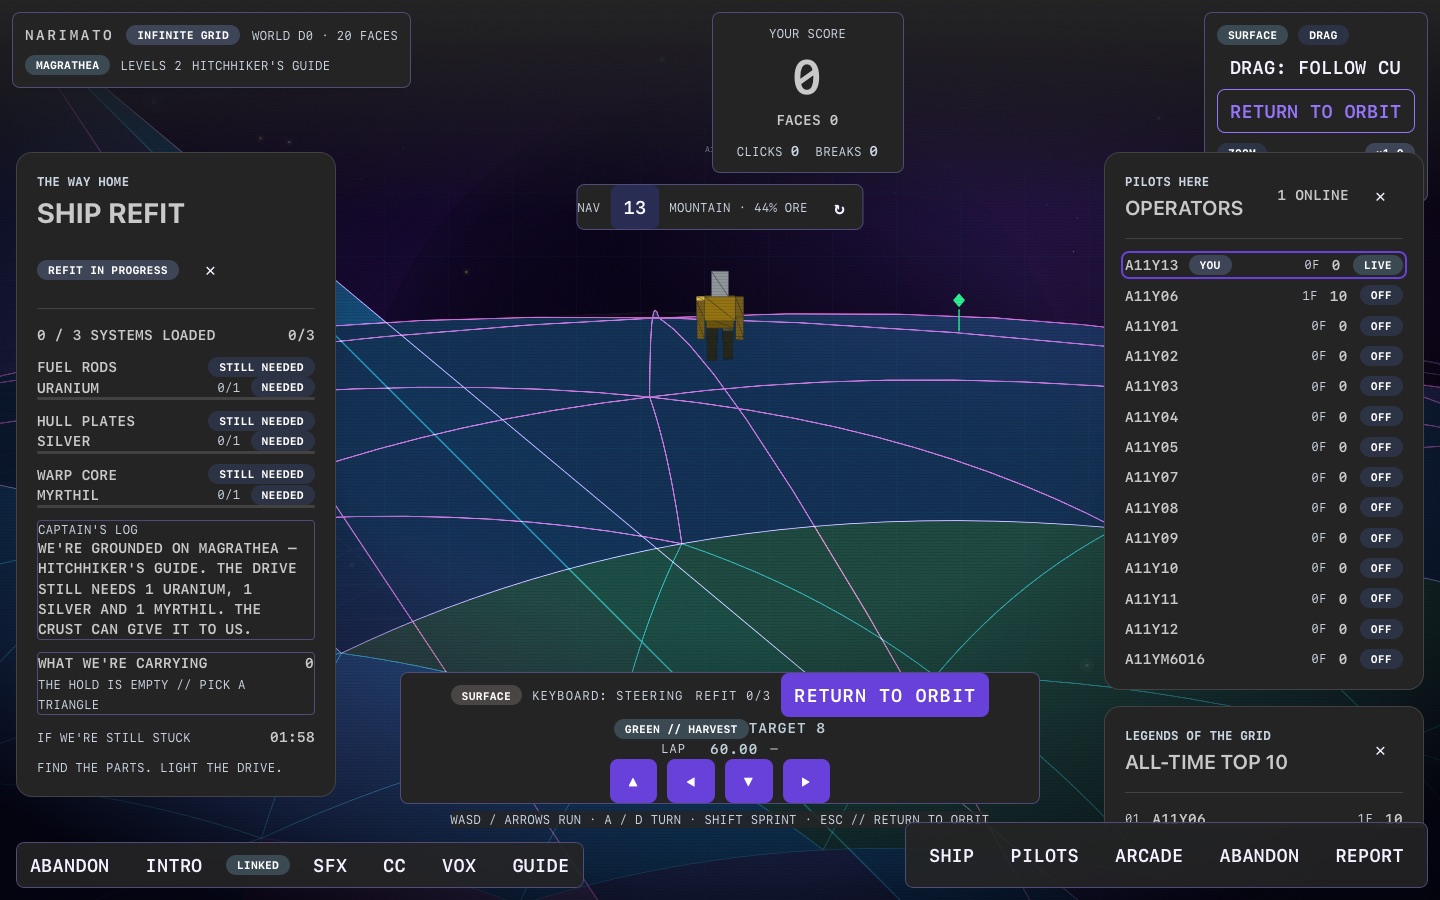 NARIMATO INFINITE GRID WORLD D0 · 20 FACES
MAGRATHEA LEVELS 2 HITCHHIKER'S GUIDE
YOUR SCORE
0
FACES 0
CLICKS 0 BREAKS 0
SURFACE DRAG
DRAG: FOLLOW CU
RETURN TO ORBIT
NAV 13 MOUNTAIN · 44% ORE ↻
THE WAY HOME
SHIP REFIT
REFIT IN PROGRESS ×
0 / 3 SYSTEMS LOADED 0/3
FUEL RODS STILL NEEDED
URANIUM 0/1 NEEDED
HULL PLATES STILL NEEDED
SILVER 0/1 NEEDED
WARP CORE STILL NEEDED
MYRTHIL 0/1 NEEDED
CAPTAIN'S LOG
WE'RE GROUNDED ON MAGRATHEA —
HITCHHIKER'S GUIDE. THE DRIVE
STILL NEEDS 1 URANIUM, 1
SILVER AND 1 MYRTHIL. THE
CRUST CAN GIVE IT TO US.
WHAT WE'RE CARRYING 0
THE HOLD IS EMPTY // PICK A
TRIANGLE
IF WE'RE STILL STUCK 01:58
FIND THE PARTS. LIGHT THE DRIVE.
PILOTS HERE
OPERATORS 1 ONLINE ×
A11Y13 YOU 0F 0 LIVE
A11Y06 1F 10 OFF
A11Y01 0F 0 OFF
A11Y02 0F 0 OFF
A11Y03 0F 0 OFF
A11Y04 0F 0 OFF
A11Y05 0F 0 OFF
A11Y07 0F 0 OFF
A11Y08 0F 0 OFF
A11Y09 0F 0 OFF
A11Y10 0F 0 OFF
A11Y11 0F 0 OFF
A11Y12 0F 0 OFF
A11YM6O16 0F 0 OFF
LEGENDS OF THE GRID
ALL-TIME TOP 10 ×
01 A11Y06 1F 10
SURFACE KEYBOARD: STEERING REFIT 0/3 RETURN TO ORBIT
GREEN // HARVEST TARGET 8
LAP 60.00 —
▲ ◄ ▼ ►
WASD / ARROWS RUN · A / D TURN · SHIFT SPRINT · ESC // RETURN TO ORBIT
ABANDON INTRO LINKED SFX CC VOX GUIDE
SHIP PILOTS ARCADE ABANDON REPORT